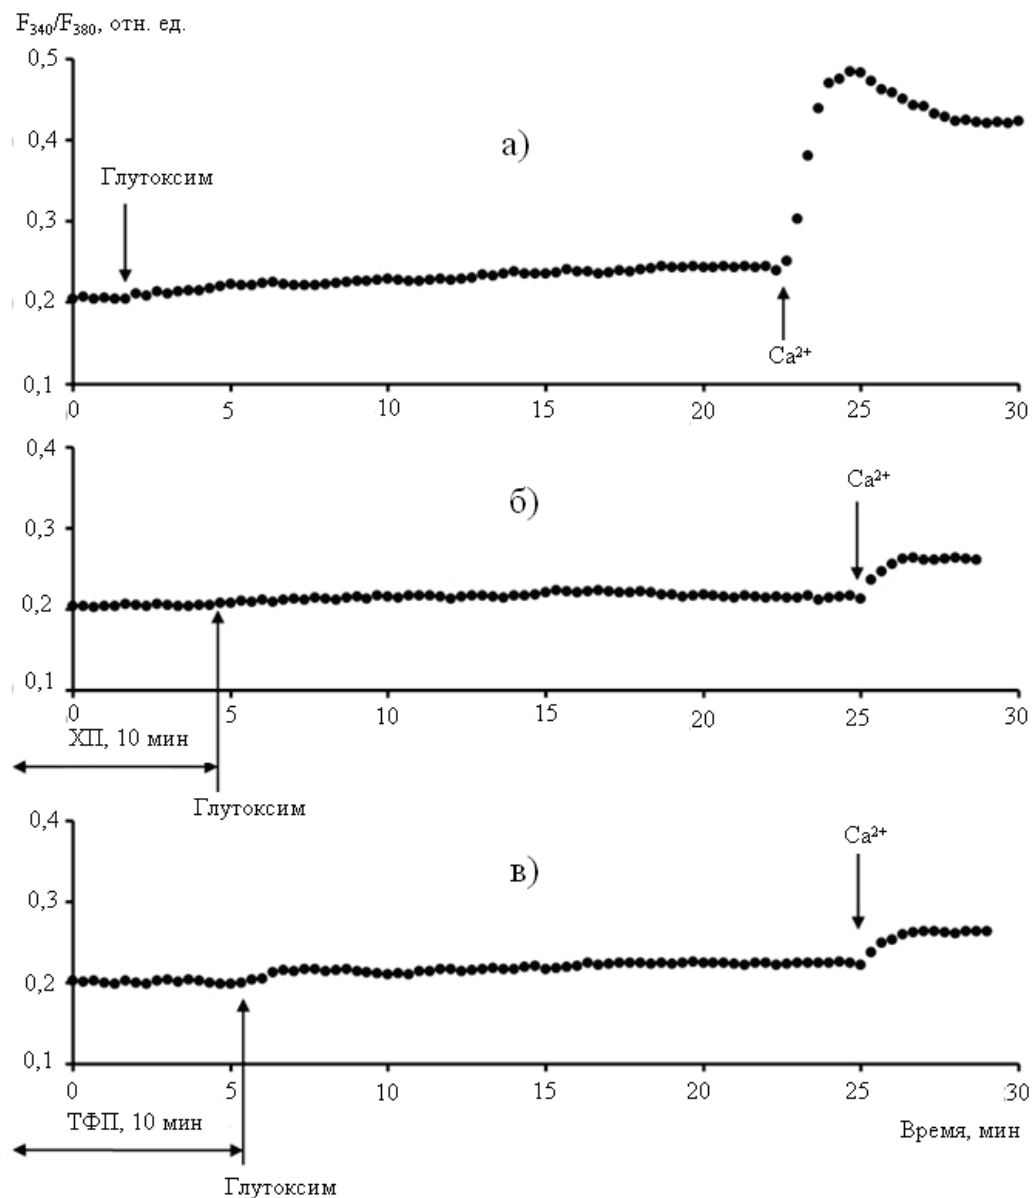 F₃₄₀/F₃₈₀, отн. ед.
0,5
а)
0,4
Глутоксим
0,3
0,2
Ca²⁺
0,1
0 5 10 15 20 25 30
0,4
Ca²⁺
б)
0,3
0,2
0,1
0 5 10 15 20 25 30
ХП, 10 мин
Глутоксим
0,4
Ca²⁺
в)
0,3
0,2
0,1
0 5 10 15 20 25 30
ТФП, 10 мин
Время, мин
Глутоксим